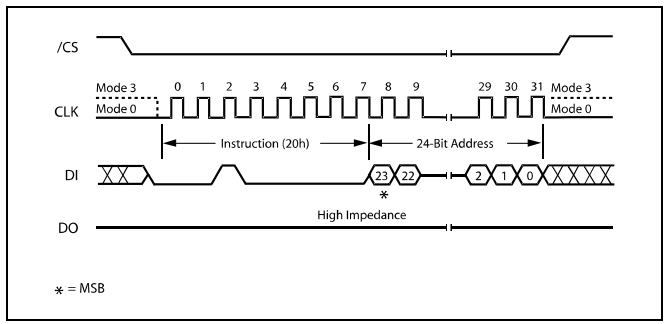 /CS
Mode 3 0 1 2 3 4 5 6 7 8 9 29 30 31 Mode 3
CLK Mode 0 Mode 0
Instruction (20h) 24-Bit Address
DI 23 22 2 1 0
*
High Impedance
DO
* = MSB